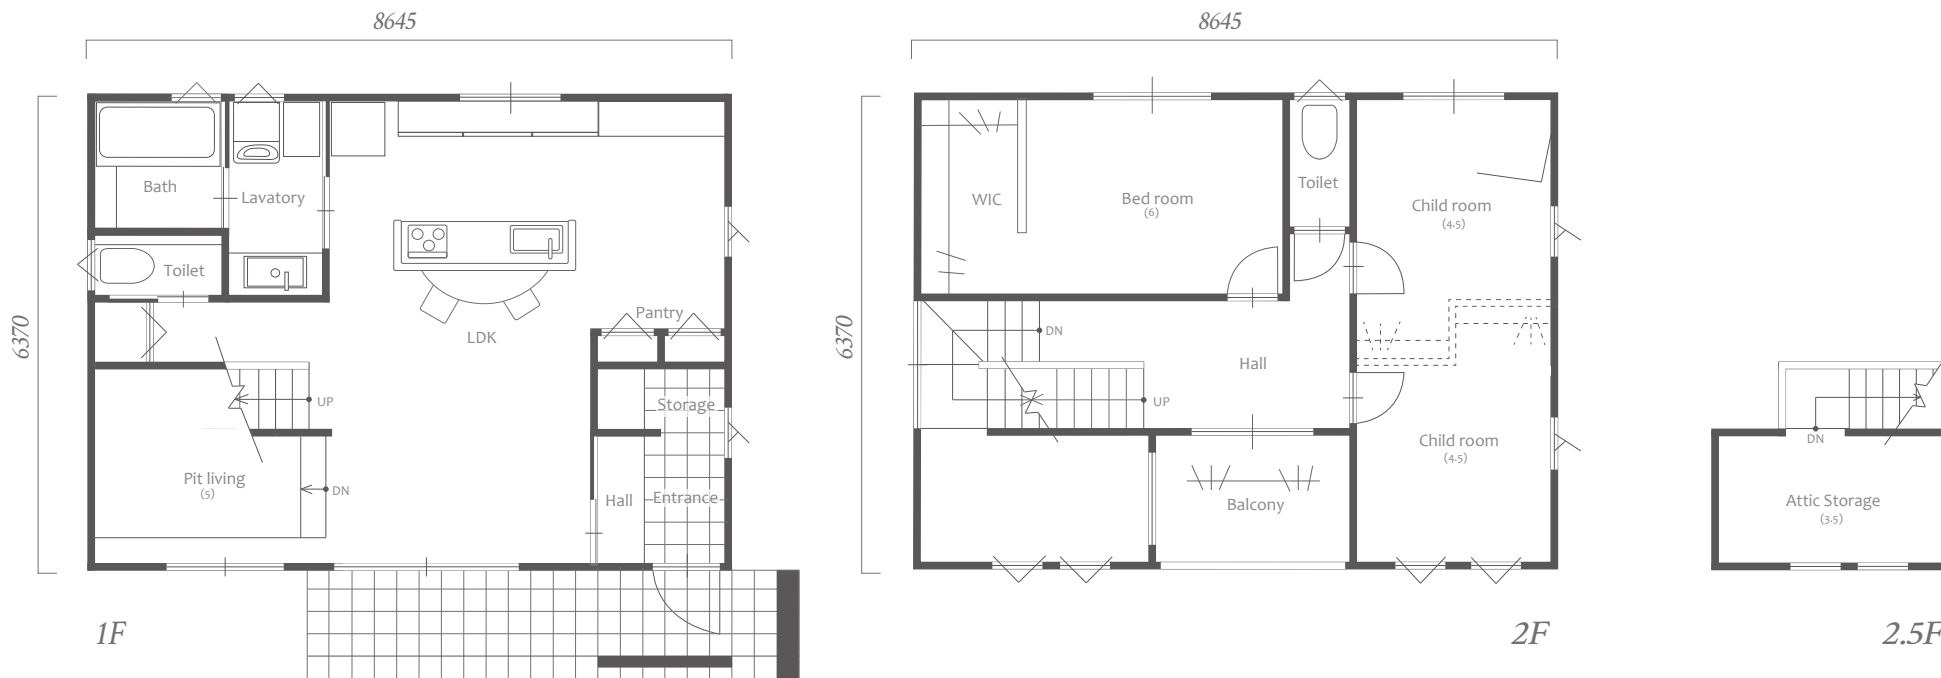 8645
6370
Bath
Lavatory
Toilet
LDK
Pantry
UP
Storage
Pit living
(5)
DN
Hall
Entrance
1F
8645
6370
WIC
Bed room
(6)
Toilet
Child room
(4.5)
DN
Hall
UP
Child room
(4.5)
Balcony
2F
DN
Attic Storage
(3.5)
2.5F